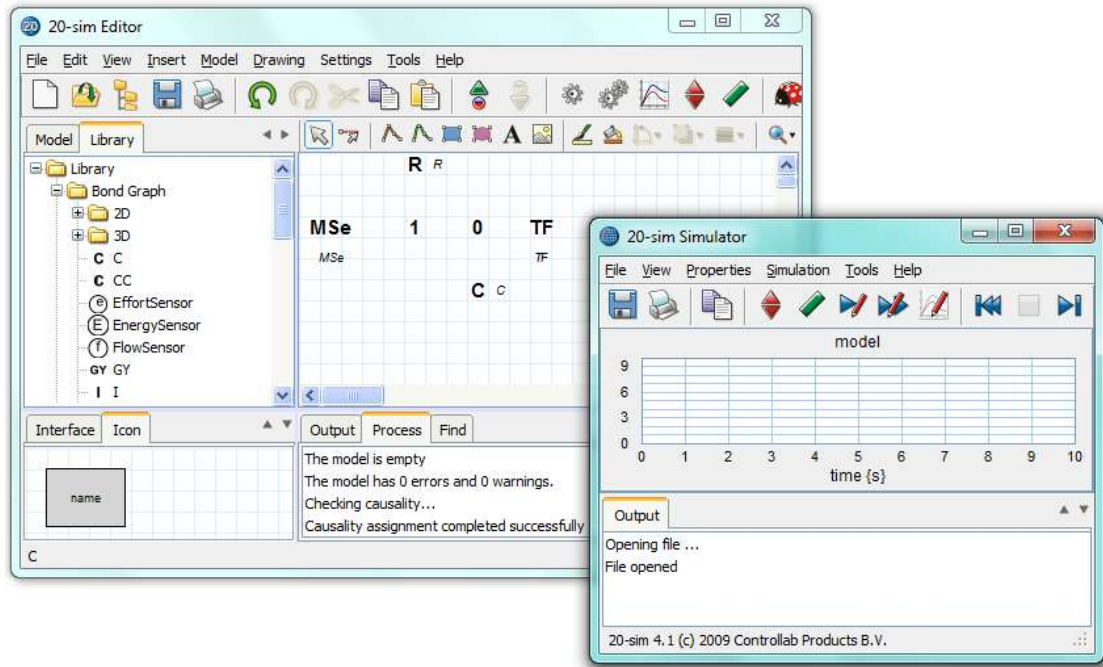 20-sim Editor
File Edit View Insert Model Drawing Settings Tools Help
Model Library
Library
Bond Graph
2D
3D
C C
C CC
e EffortSensor
E EnergySensor
f FlowSensor
GY GY
I I
R R
MSe 1 0 TF
MSe TF
C C
Interface Icon
name
Output Process Find
The model is empty
The model has 0 errors and 0 warnings.
Checking causality...
Causality assignment completed successfully
C
20-sim Simulator
File View Properties Simulation Tools Help
model
9
6
3
0
0 1 2 3 4 5 6 7 8 9 10
time {s}
Output
Opening file ...
File opened
20-sim 4.1 (c) 2009 Controllab Products B.V.